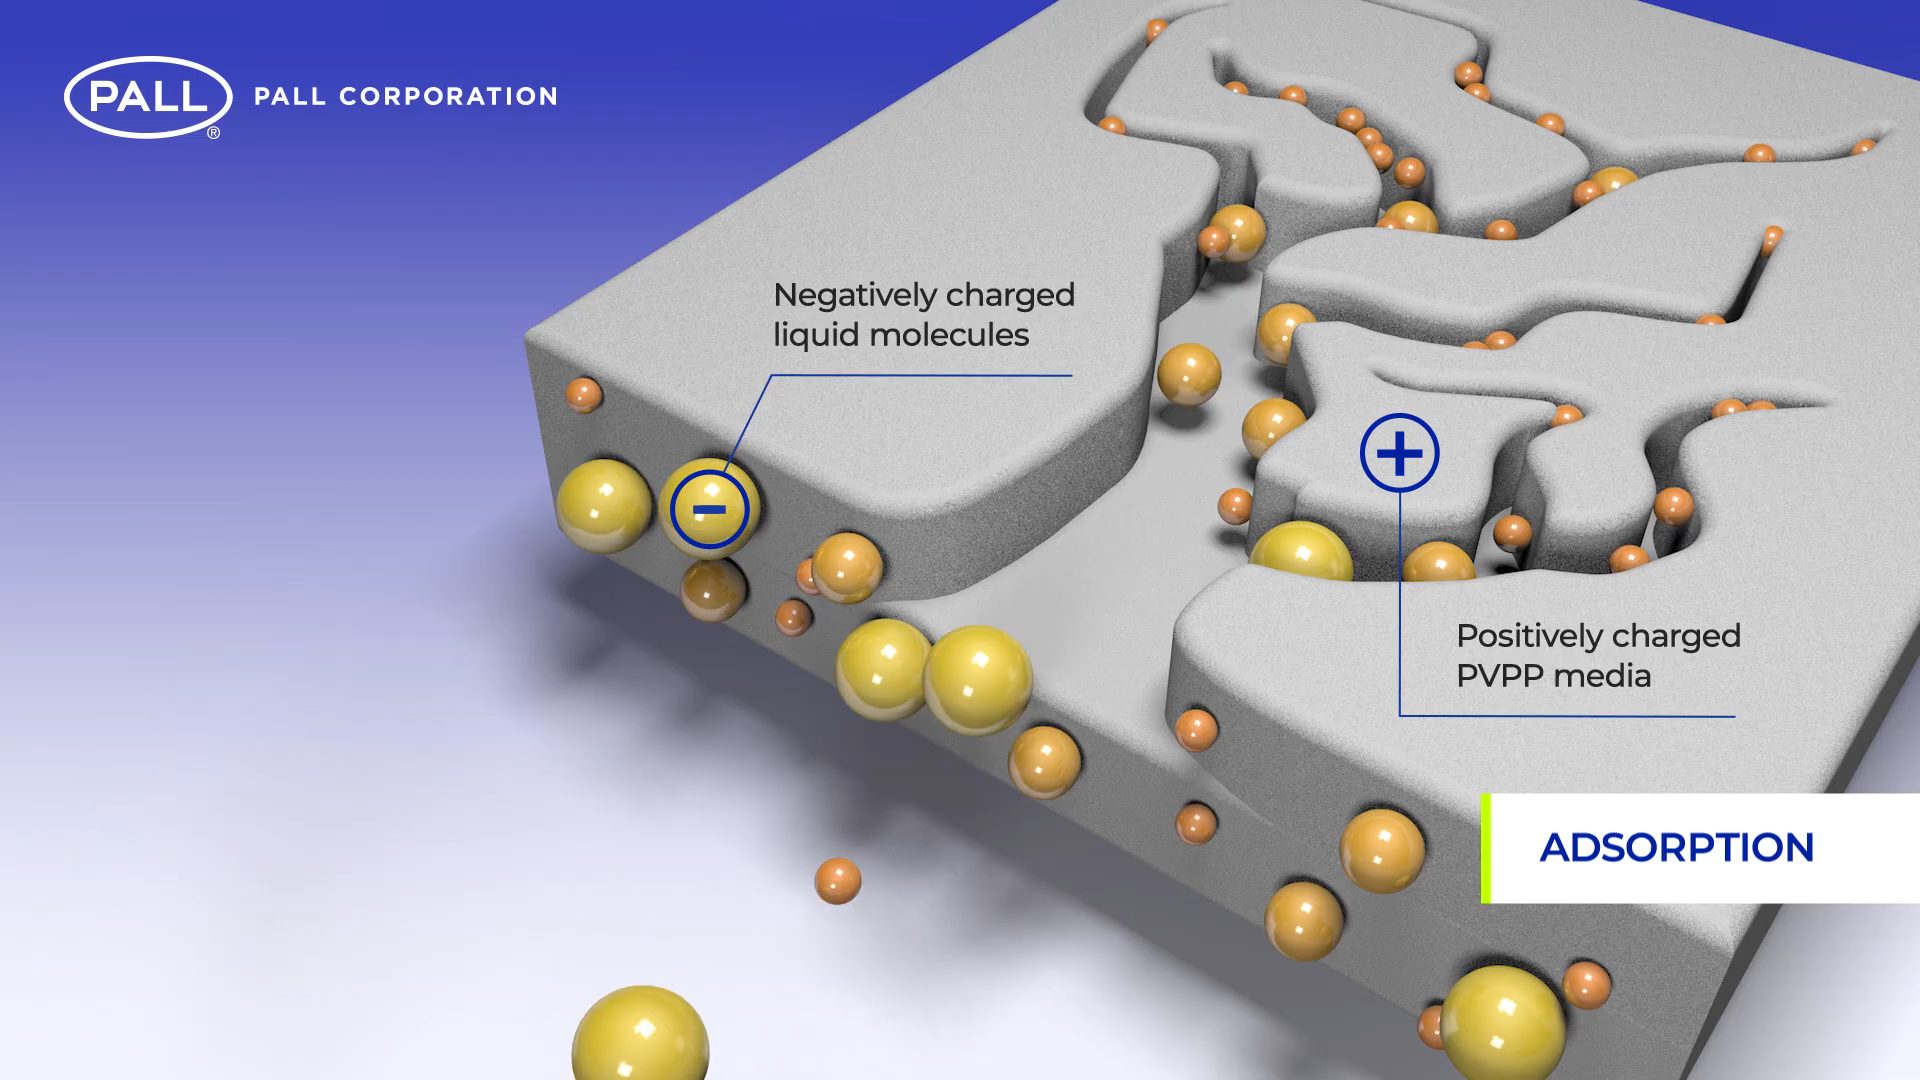 PALL
®
PALL CORPORATION
Negatively charged
liquid molecules
−
+
Positively charged
PVPP media
ADSORPTION